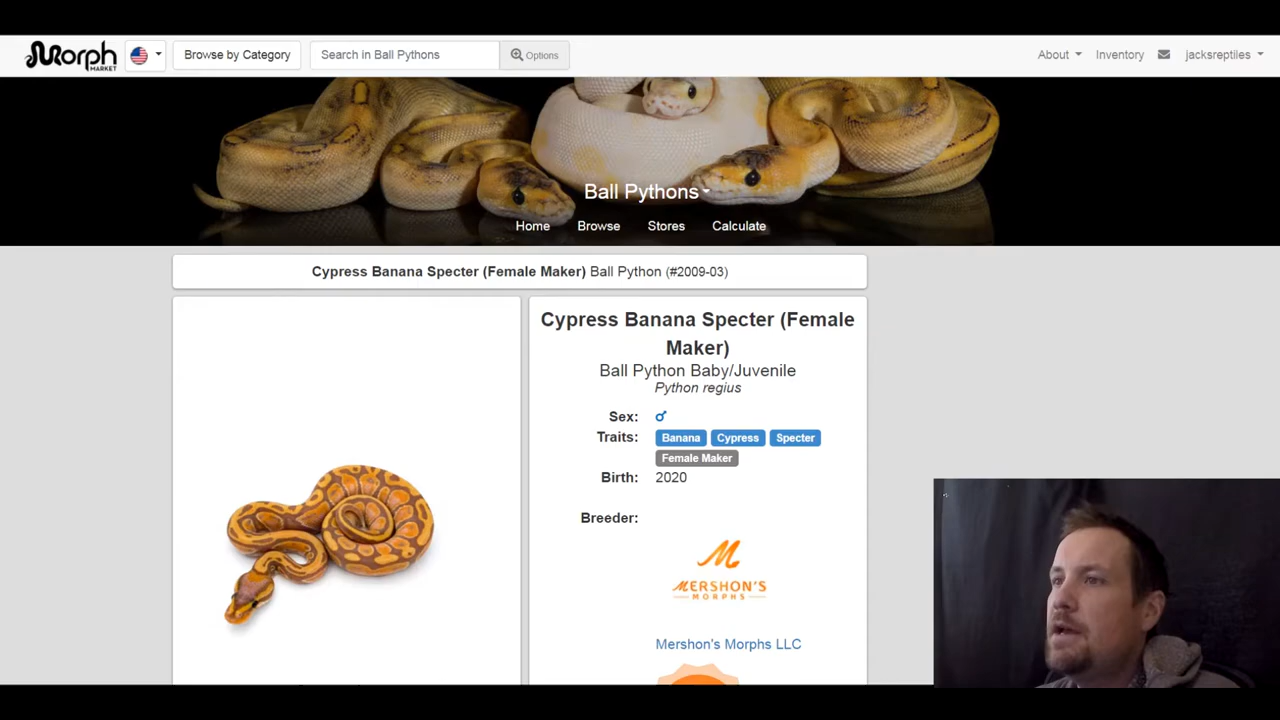 Morph
MARKET
Browse by Category
Search in Ball Pythons
Options
About
Inventory
jacksreptiles
Ball Pythons
Home
Browse
Stores
Calculate
Cypress Banana Specter (Female Maker) Ball Python (#2009-03)
Cypress Banana Specter (Female
Maker)
Ball Python Baby/Juvenile
Python regius
Sex: ♂
Traits: Banana Cypress Specter
Female Maker
Birth: 2020
Breeder:
M
MERSHON'S
MORPHS
Mershon's Morphs LLC